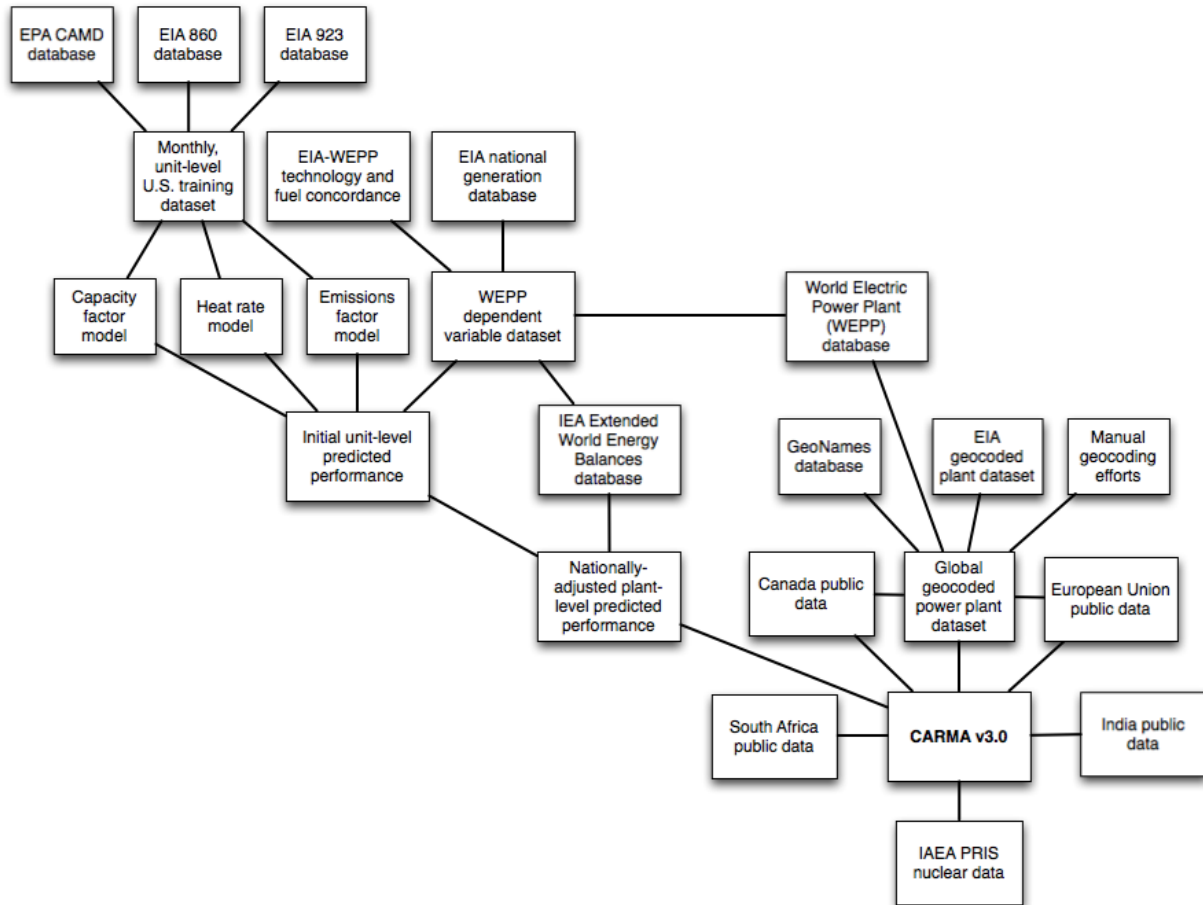 EPA CAMD
database
EIA 860
database
EIA 923
database
Monthly,
unit-level
U.S. training
dataset
EIA-WEPP
technology and
fuel concordance
EIA national
generation
database
Capacity
factor
model
Heat rate
model
Emissions
factor
model
WEPP
dependent
variable dataset
World Electric
Power Plant
(WEPP)
database
Initial unit-level
predicted
performance
IEA Extended
World Energy
Balances
database
GeoNames
database
EIA
geocoded
plant dataset
Manual
geocoding
efforts
Nationally-
adjusted plant-
level predicted
performance
Canada public
data
Global
geocoded
power plant
dataset
European Union
public data
South Africa
public data
CARMA v3.0
India public
data
IAEA PRIS
nuclear data